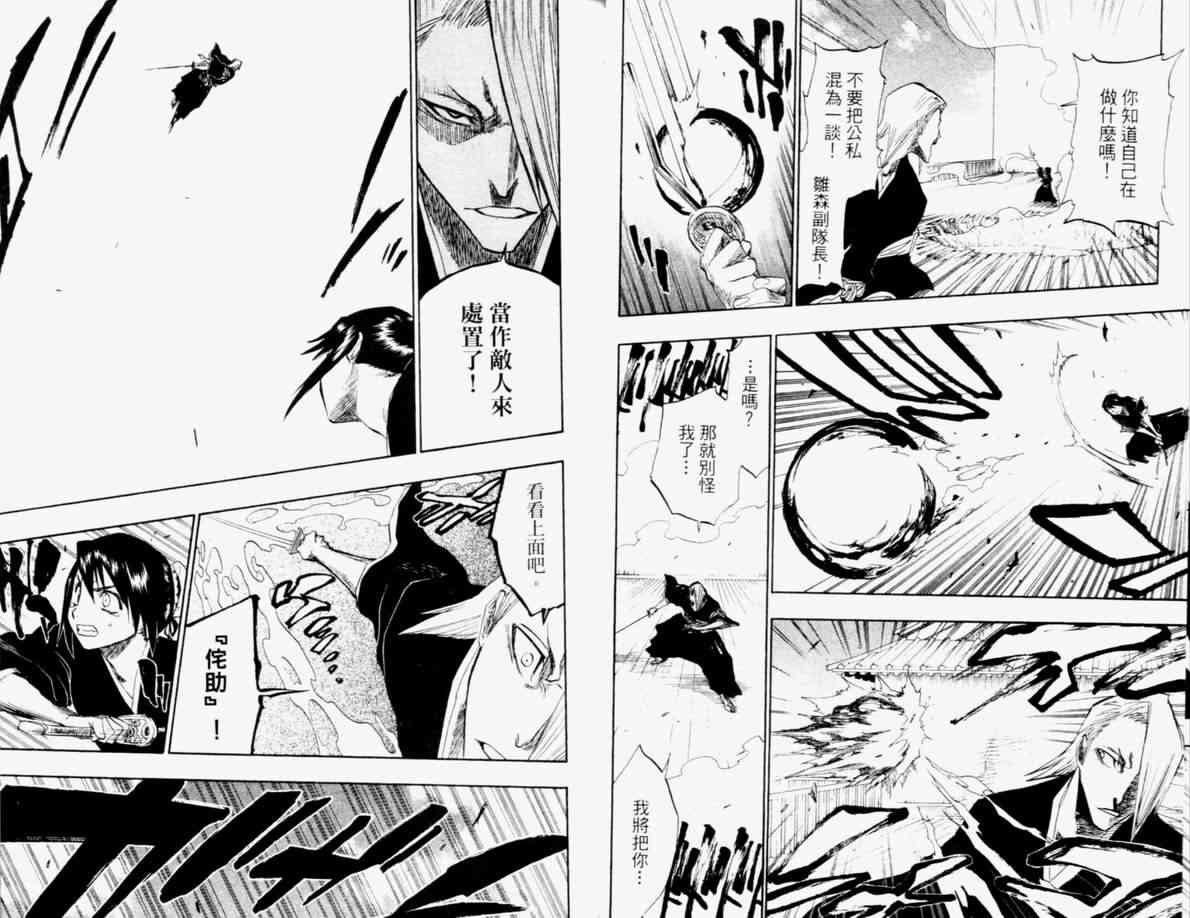 你知道自己在
做什麼嗎！
不要把公私
混為一談！
雛森副隊長！
…是嗎？
那就別怪
我了…
我將把你…
當作敵人來
處置了！
看看上面吧。
『侘助』！